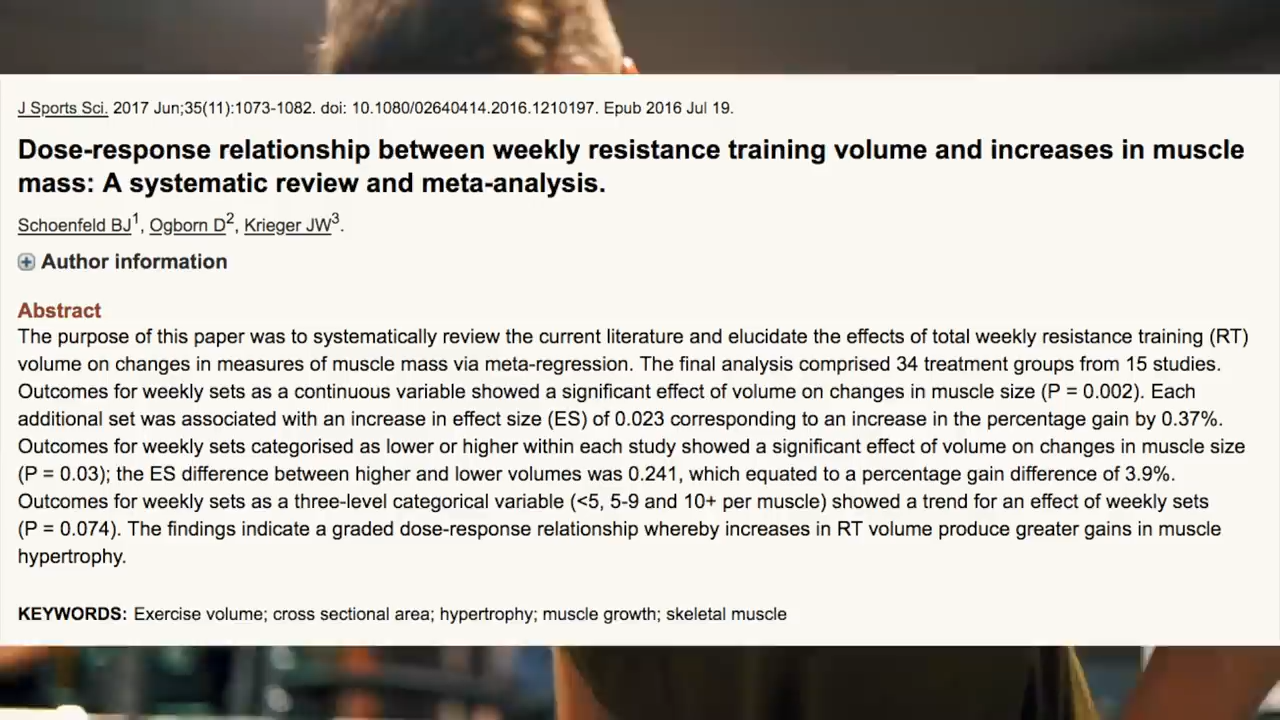 J Sports Sci. 2017 Jun;35(11):1073-1082. doi: 10.1080/02640414.2016.1210197. Epub 2016 Jul 19.
Dose-response relationship between weekly resistance training volume and increases in muscle
mass: A systematic review and meta-analysis.
Schoenfeld BJ1, Ogborn D2, Krieger JW3.
Author information
Abstract
The purpose of this paper was to systematically review the current literature and elucidate the effects of total weekly resistance training (RT)
volume on changes in measures of muscle mass via meta-regression. The final analysis comprised 34 treatment groups from 15 studies.
Outcomes for weekly sets as a continuous variable showed a significant effect of volume on changes in muscle size (P = 0.002). Each
additional set was associated with an increase in effect size (ES) of 0.023 corresponding to an increase in the percentage gain by 0.37%.
Outcomes for weekly sets categorised as lower or higher within each study showed a significant effect of volume on changes in muscle size
(P = 0.03); the ES difference between higher and lower volumes was 0.241, which equated to a percentage gain difference of 3.9%.
Outcomes for weekly sets as a three-level categorical variable (<5, 5-9 and 10+ per muscle) showed a trend for an effect of weekly sets
(P = 0.074). The findings indicate a graded dose-response relationship whereby increases in RT volume produce greater gains in muscle
hypertrophy.
KEYWORDS: Exercise volume; cross sectional area; hypertrophy; muscle growth; skeletal muscle